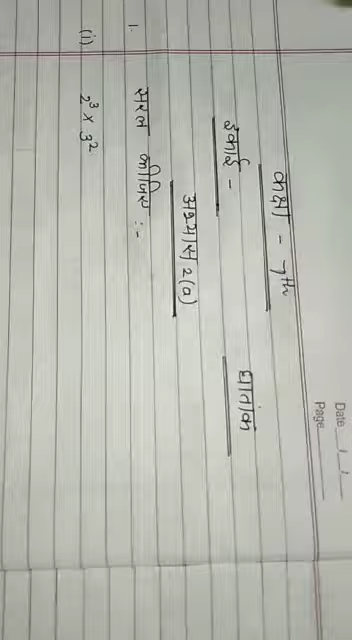 Date / /
Page
कक्षा - 7th
इकाई - घातांक
अभ्यास 2(a)
1. सरल कीजिए :-
(i) 2³ × 3²